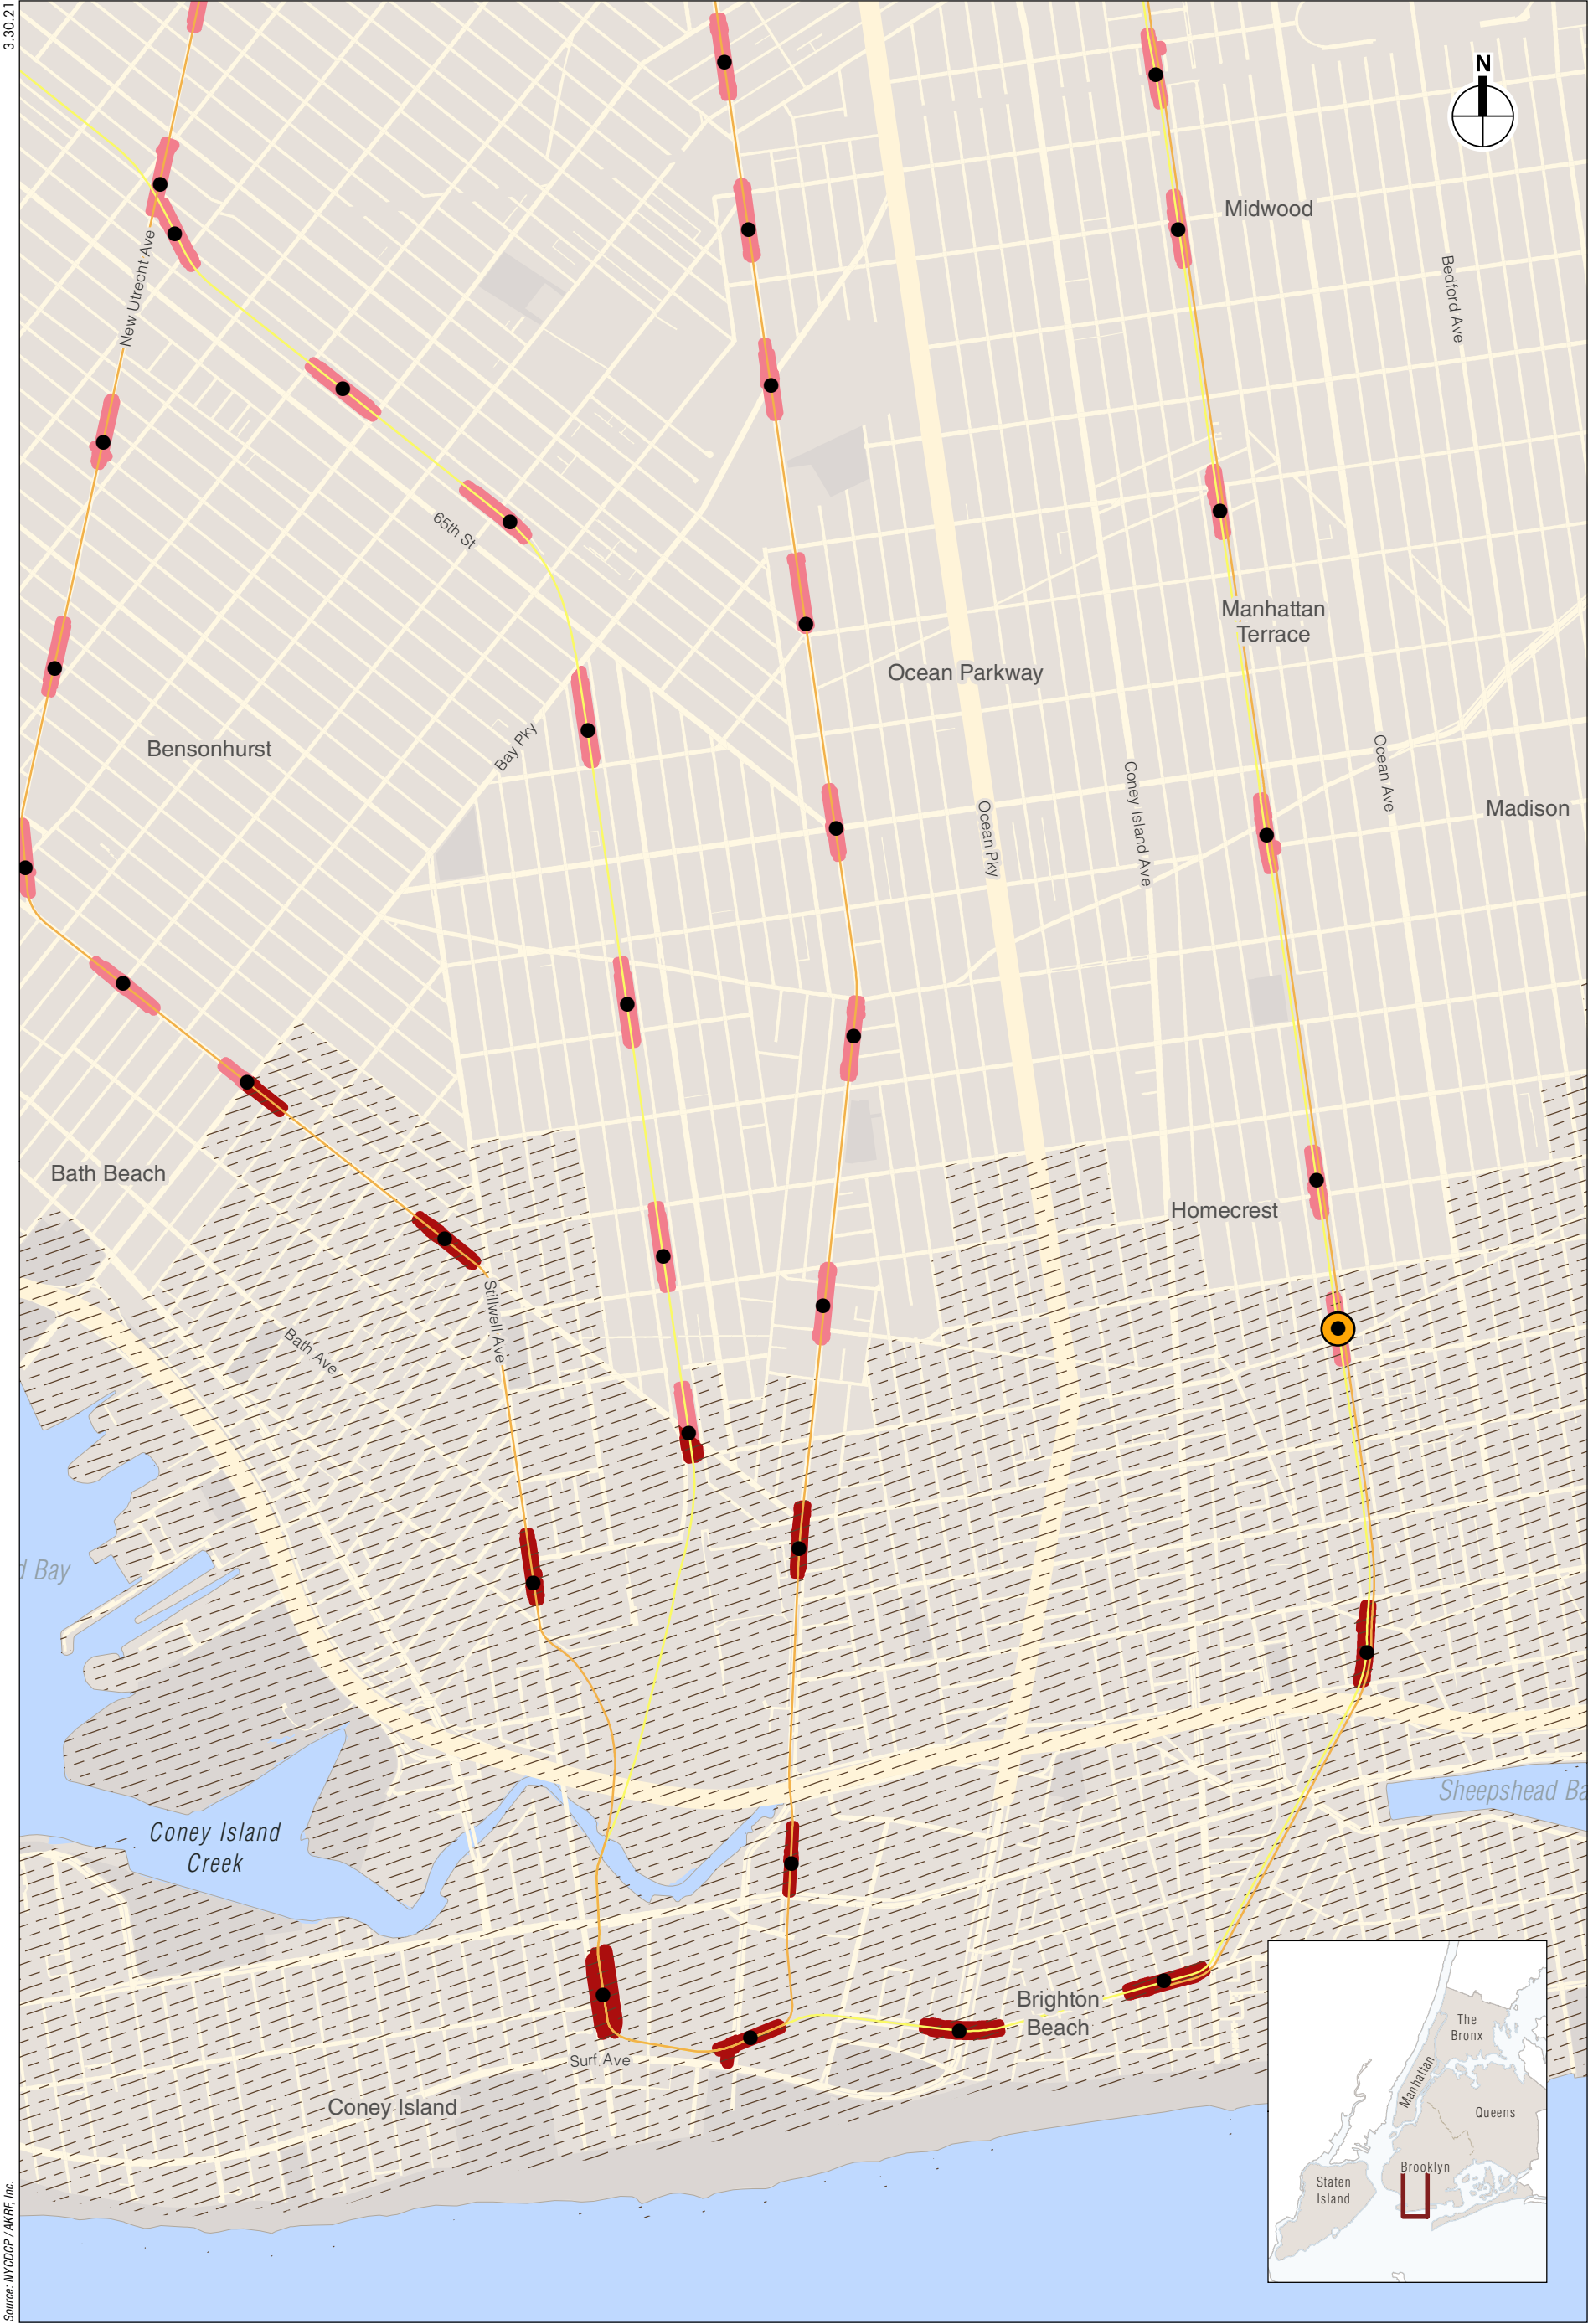 3.30.21
N
Midwood
New Utrecht Ave
Bedford Ave
65th St
Manhattan
Terrace
Ocean Parkway
Bensonhurst
Bay Pky
Ocean Ave
Coney Island Ave
Ocean Pky
Madison
Bath Beach
Homecrest
Stillwell Ave
Bath Ave
d Bay
Sheepshead Ba
Coney Island
Creek
Brighton
Beach
Surf Ave
Coney Island
The
Bronx
Manhattan
Queens
Brooklyn
Staten
Island
Source: NYCDCP / AKRF, Inc.